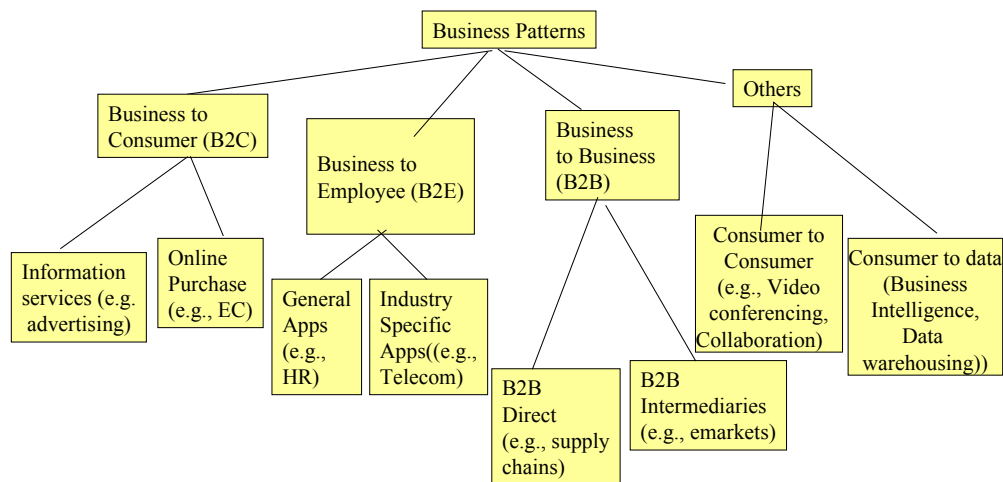 Business Patterns
Business to
Consumer (B2C)
Business to
Employee (B2E)
Business
to Business
(B2B)
Others
Information
services (e.g.
advertising)
Online
Purchase
(e.g., EC)
General
Apps
(e.g.,
HR)
Industry
Specific
Apps((e.g.,
Telecom)
B2B
Direct
(e.g., supply
chains)
B2B
Intermediaries
(e.g., emarkets)
Consumer to
Consumer
(e.g., Video
conferencing,
Collaboration)
Consumer to data
(Business
Intelligence,
Data
warehousing))